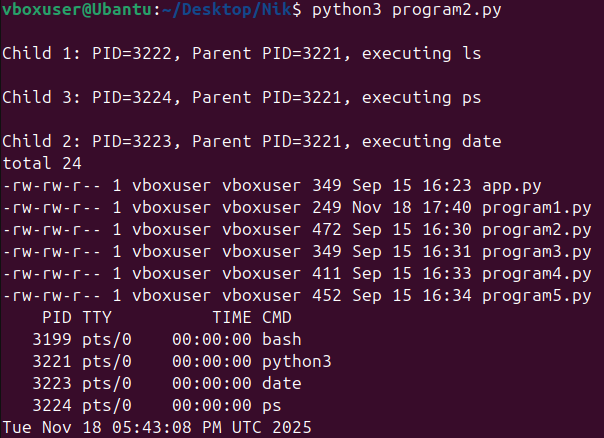 vboxuser@Ubantu:~/Desktop/Nik$ python3 program2.py
Child 1: PID=3222, Parent PID=3221, executing ls
Child 3: PID=3224, Parent PID=3221, executing ps
Child 2: PID=3223, Parent PID=3221, executing date
total 24
-rw-rw-r-- 1 vboxuser vboxuser 349 Sep 15 16:23 app.py
-rw-rw-r-- 1 vboxuser vboxuser 249 Nov 18 17:40 program1.py
-rw-rw-r-- 1 vboxuser vboxuser 472 Sep 15 16:30 program2.py
-rw-rw-r-- 1 vboxuser vboxuser 349 Sep 15 16:31 program3.py
-rw-rw-r-- 1 vboxuser vboxuser 411 Sep 15 16:33 program4.py
-rw-rw-r-- 1 vboxuser vboxuser 452 Sep 15 16:34 program5.py
    PID TTY          TIME CMD
   3199 pts/0    00:00:00 bash
   3221 pts/0    00:00:00 python3
   3223 pts/0    00:00:00 date
   3224 pts/0    00:00:00 ps
Tue Nov 18 05:43:08 PM UTC 2025